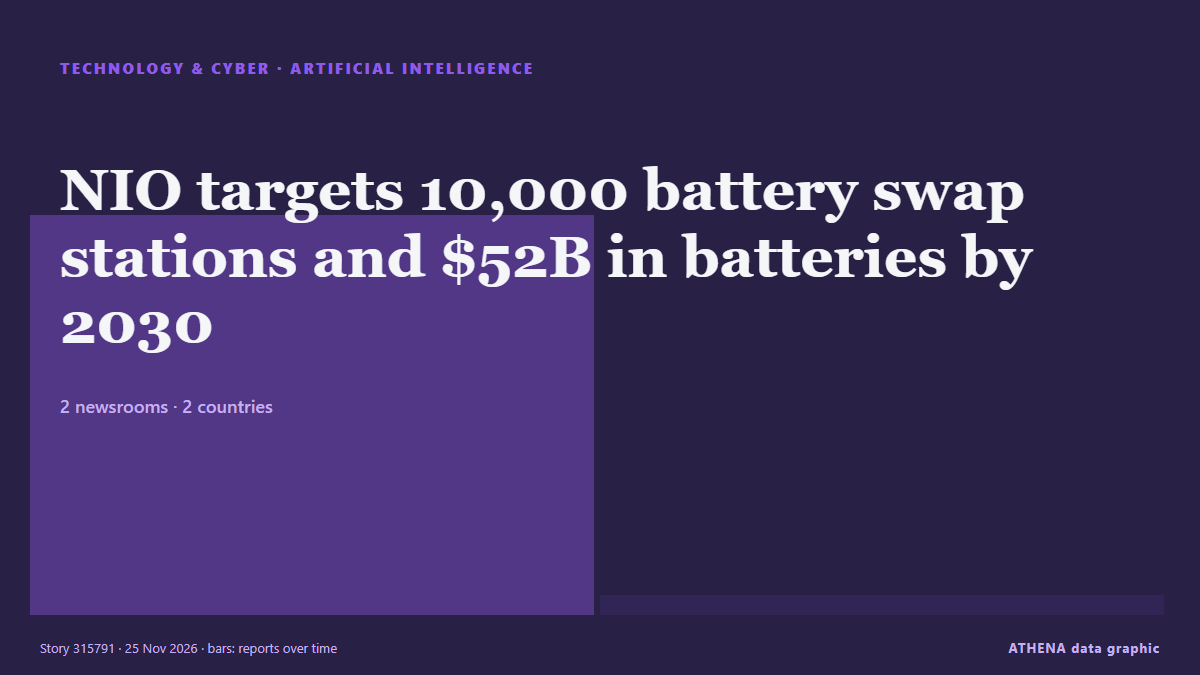 TECHNOLOGY & CYBER · ARTIFICIAL INTELLIGENCE
NIO targets 10,000 battery swap
stations and $52B in batteries by
2030
2 newsrooms · 2 countries
Story 315791 · 25 Nov 2026 · bars: reports over time
ATHENA data graphic